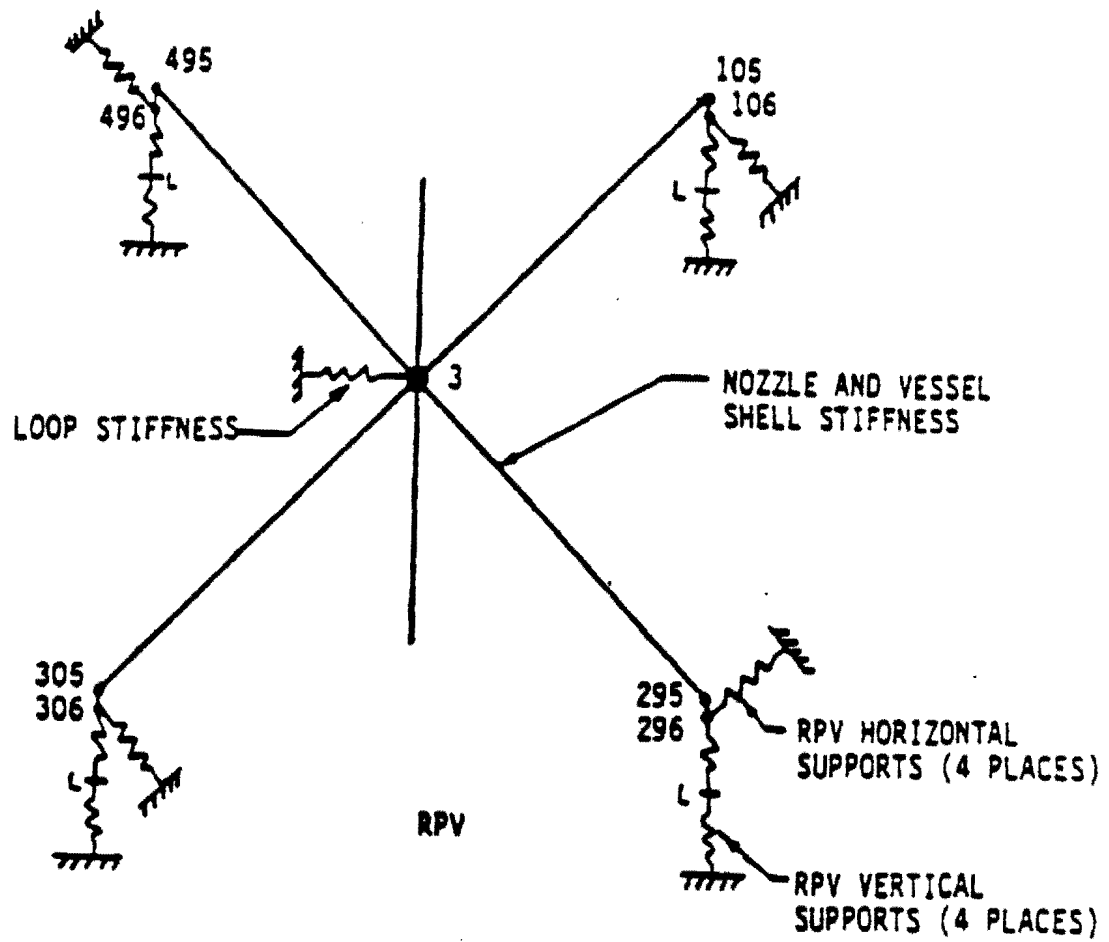 495
496
105
106
L
L
3
LOOP STIFFNESS
NOZZLE AND VESSEL
SHELL STIFFNESS
305
306
295
296
L
L
RPV HORIZONTAL
SUPPORTS (4 PLACES)
RPV
RPV VERTICAL
SUPPORTS (4 PLACES)